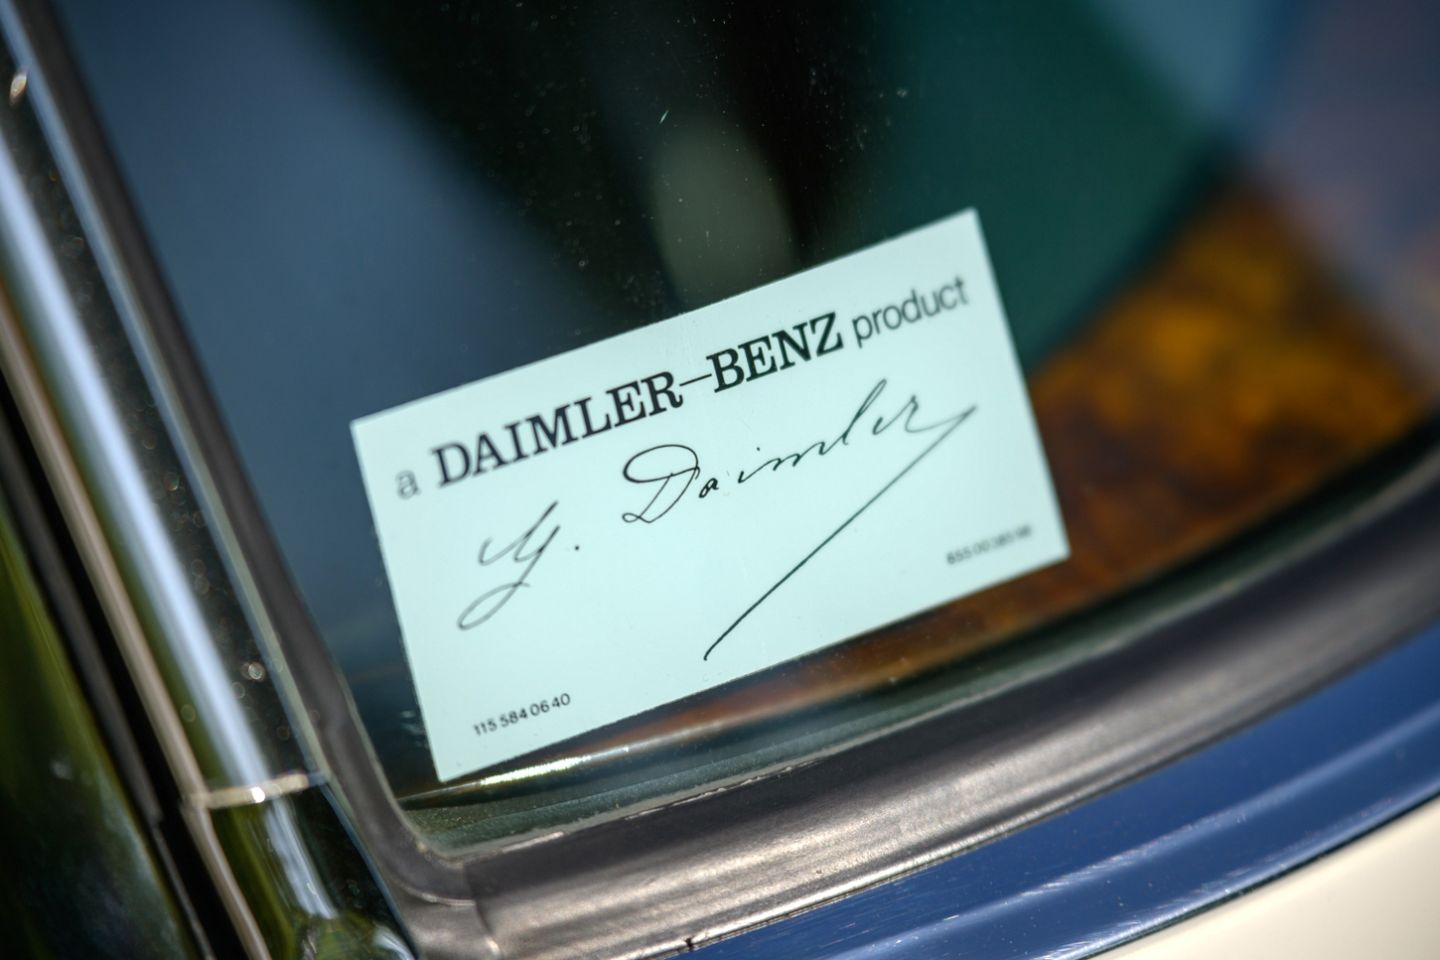 a DAIMLER-BENZ product
G. Daimler
115 584 06 40